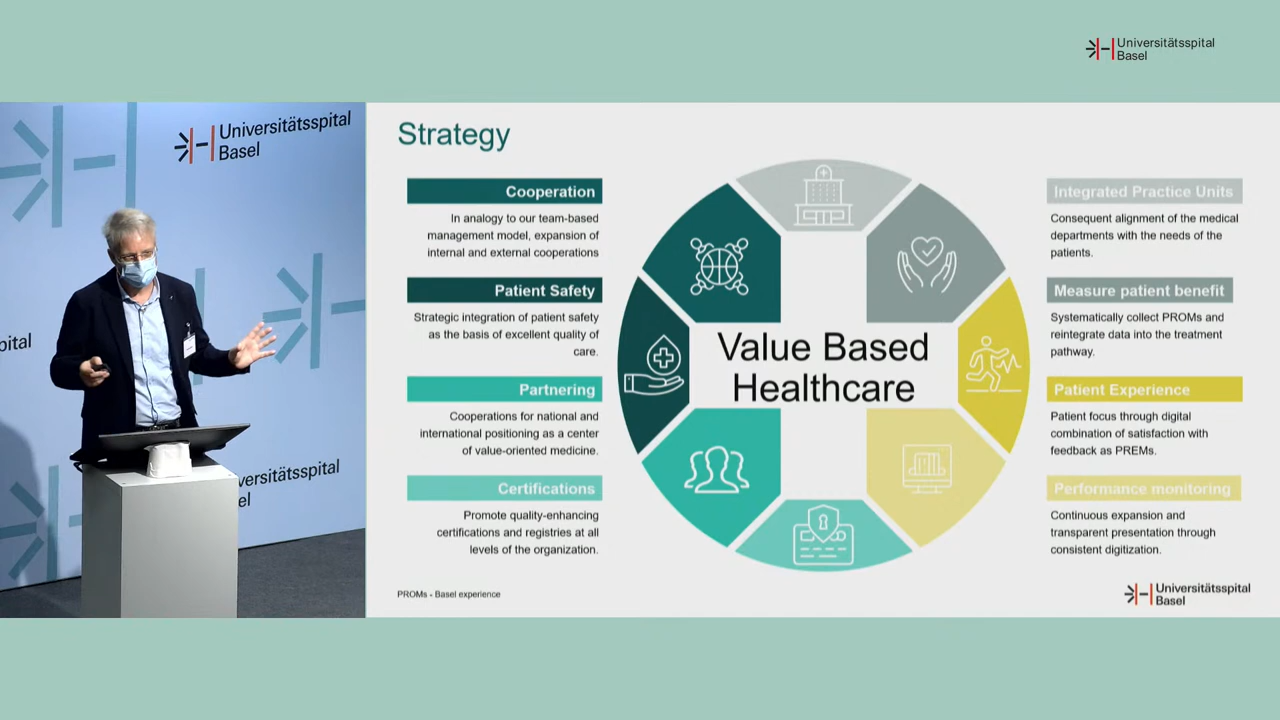 Universitätsspital
Basel
Universitätsspital
Basel
pital
versitätsspital
el
Strategy
Cooperation
In analogy to our team-based
management model, expansion of
internal and external cooperations
Patient Safety
Strategic integration of patient safety
as the basis of excellent quality of
care.
Partnering
Cooperations for national and
international positioning as a center
of value-oriented medicine.
Certifications
Promote quality-enhancing
certifications and registries at all
levels of the organization.
Value Based
Healthcare
Integrated Practice Units
Consequent alignment of the medical
departments with the needs of the
patients.
Measure patient benefit
Systematically collect PROMs and
reintegrate data into the treatment
pathway.
Patient Experience
Patient focus through digital
combination of satisfaction with
feedback as PREMs.
Performance monitoring
Continuous expansion and
transparent presentation through
consistent digitization.
PROMs - Basel experience
Universitätsspital
Basel